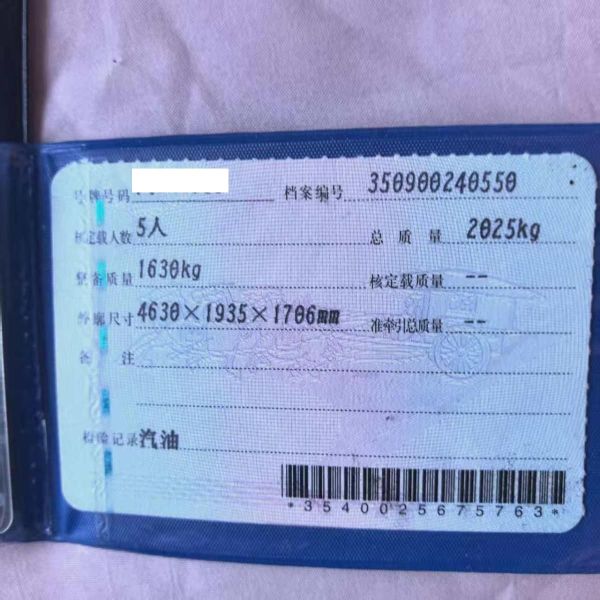 号牌号码 档案编号 350900240550
核定载人数 5人 总质量 2025kg
整备质量 1630kg 核定载质量 --
外廓尺寸 4630×1935×1706mm 准牵引总质量 --
备注
检验记录 汽油
*3540025675763*